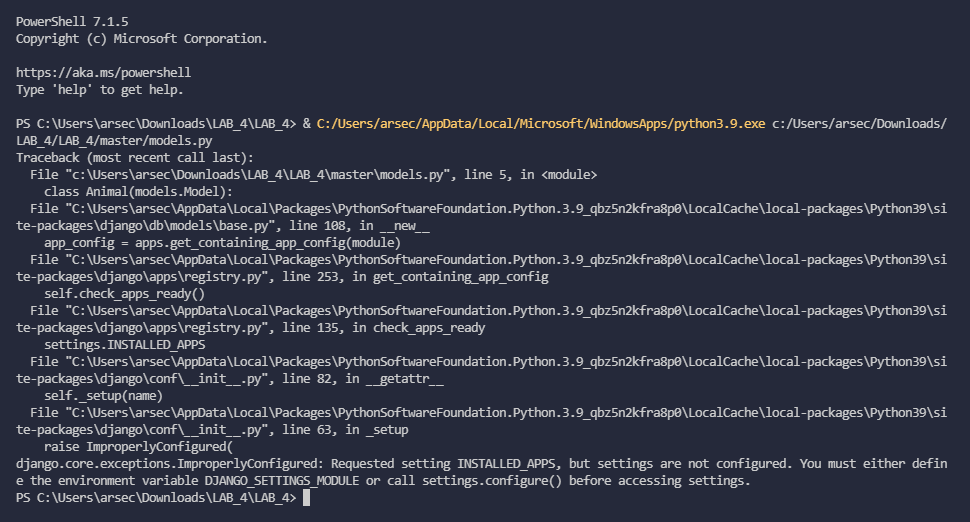 PowerShell 7.1.5
Copyright (c) Microsoft Corporation.
https://aka.ms/powershell
Type 'help' to get help.
PS C:\Users\arsec\Downloads\LAB_4\LAB_4> & C:/Users/arsec/AppData/Local/Microsoft/WindowsApps/python3.9.exe c:/Users/arsec/Downloads/
LAB_4/LAB_4/master/models.py
Traceback (most recent call last):
  File "c:\Users\arsec\Downloads\LAB_4\LAB_4\master\models.py", line 5, in <module>
    class Animal(models.Model):
  File "C:\Users\arsec\AppData\Local\Packages\PythonSoftwareFoundation.Python.3.9_qbz5n2kfra8p0\LocalCache\local-packages\Python39\si
te-packages\django\db\models\base.py", line 108, in __new__
    app_config = apps.get_containing_app_config(module)
  File "C:\Users\arsec\AppData\Local\Packages\PythonSoftwareFoundation.Python.3.9_qbz5n2kfra8p0\LocalCache\local-packages\Python39\si
te-packages\django\apps\registry.py", line 253, in get_containing_app_config
    self.check_apps_ready()
  File "C:\Users\arsec\AppData\Local\Packages\PythonSoftwareFoundation.Python.3.9_qbz5n2kfra8p0\LocalCache\local-packages\Python39\si
te-packages\django\apps\registry.py", line 135, in check_apps_ready
    settings.INSTALLED_APPS
  File "C:\Users\arsec\AppData\Local\Packages\PythonSoftwareFoundation.Python.3.9_qbz5n2kfra8p0\LocalCache\local-packages\Python39\si
te-packages\django\conf\__init__.py", line 82, in __getattr__
    self._setup(name)
  File "C:\Users\arsec\AppData\Local\Packages\PythonSoftwareFoundation.Python.3.9_qbz5n2kfra8p0\LocalCache\local-packages\Python39\si
te-packages\django\conf\__init__.py", line 63, in _setup
    raise ImproperlyConfigured(
django.core.exceptions.ImproperlyConfigured: Requested setting INSTALLED_APPS, but settings are not configured. You must either defin
e the environment variable DJANGO_SETTINGS_MODULE or call settings.configure() before accessing settings.
PS C:\Users\arsec\Downloads\LAB_4\LAB_4>